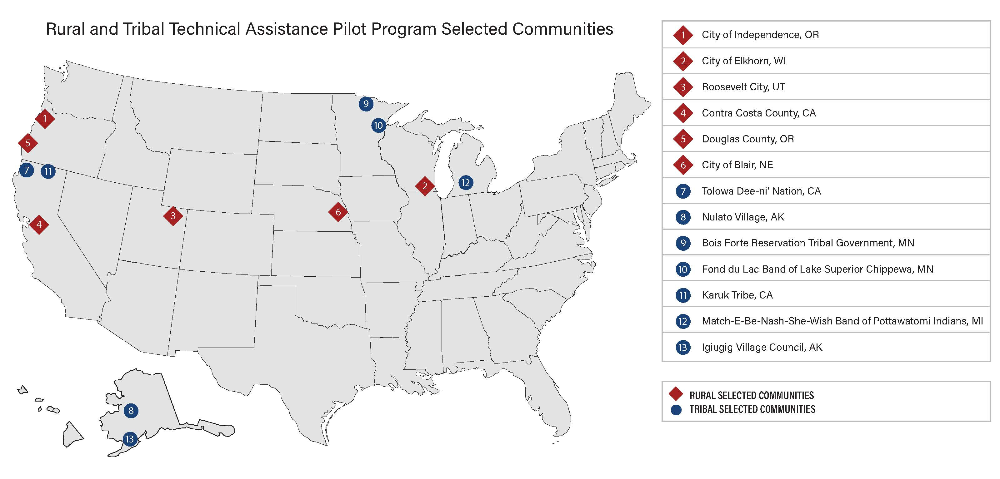 Rural and Tribal Technical Assistance Pilot Program Selected Communities
1 City of Independence, OR
2 City of Elkhorn, WI
3 Roosevelt City, UT
4 Contra Costa County, CA
5 Douglas County, OR
6 City of Blair, NE
7 Tolowa Dee-ni' Nation, CA
8 Nulato Village, AK
9 Bois Forte Reservation Tribal Government, MN
10 Fond du Lac Band of Lake Superior Chippewa, MN
11 Karuk Tribe, CA
12 Match-E-Be-Nash-She-Wish Band of Pottawatomi Indians, MI
13 Igiugig Village Council, AK
RURAL SELECTED COMMUNITIES
TRIBAL SELECTED COMMUNITIES
9
1
10
5
7
11
12
2
6
3
4
8
13